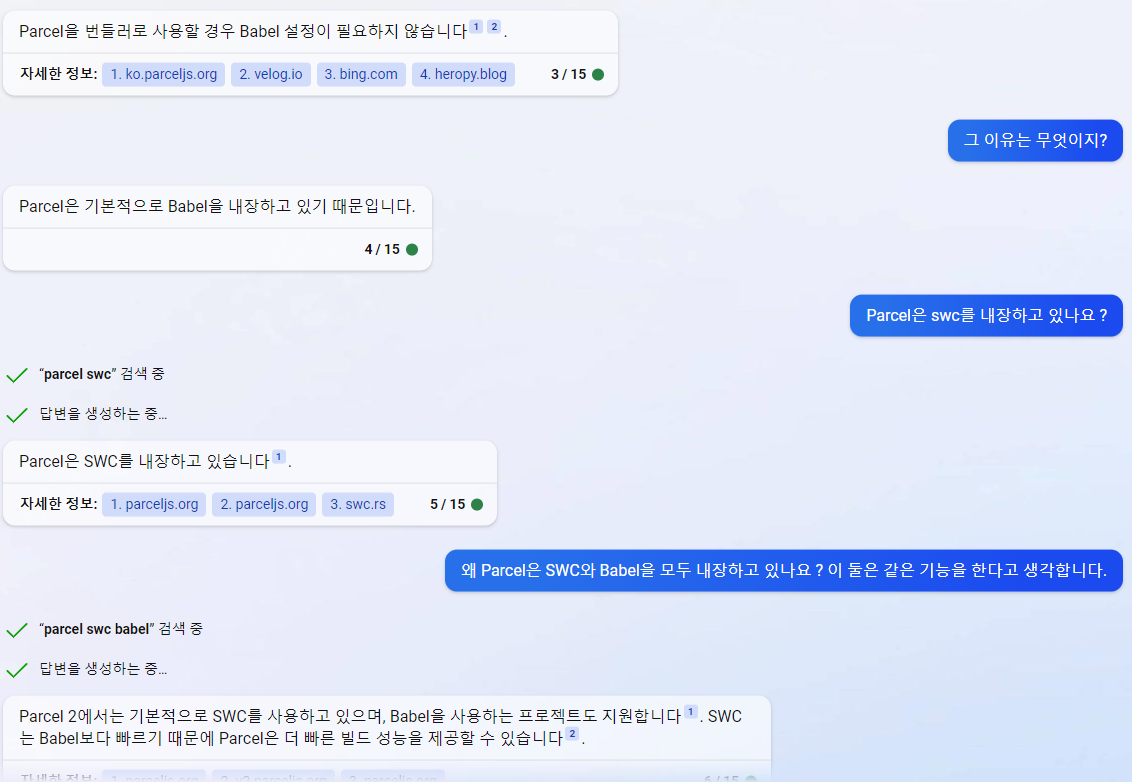 Parcel을 번들러로 사용할 경우 Babel 설정이 필요하지 않습니다 1 2 .
자세한 정보: 1. ko.parceljs.org 2. velog.io 3. bing.com 4. heropy.blog 3 / 15
그 이유는 무엇이지?
Parcel은 기본적으로 Babel을 내장하고 있기 때문입니다.
4 / 15
Parcel은 swc를 내장하고 있나요 ?
“parcel swc” 검색 중
답변을 생성하는 중...
Parcel은 SWC를 내장하고 있습니다 1 .
자세한 정보: 1. parceljs.org 2. parceljs.org 3. swc.rs 5 / 15
왜 Parcel은 SWC와 Babel을 모두 내장하고 있나요 ? 이 둘은 같은 기능을 한다고 생각합니다.
“parcel swc babel” 검색 중
답변을 생성하는 중...
Parcel 2에서는 기본적으로 SWC를 사용하고 있으며, Babel을 사용하는 프로젝트도 지원합니다 1 . SWC
는 Babel보다 빠르기 때문에 Parcel은 더 빠른 빌드 성능을 제공할 수 있습니다 2 .
자세한 정보: 1. parceljs.org 2. v2.parceljs.org 3. parceljs.org 6 / 15